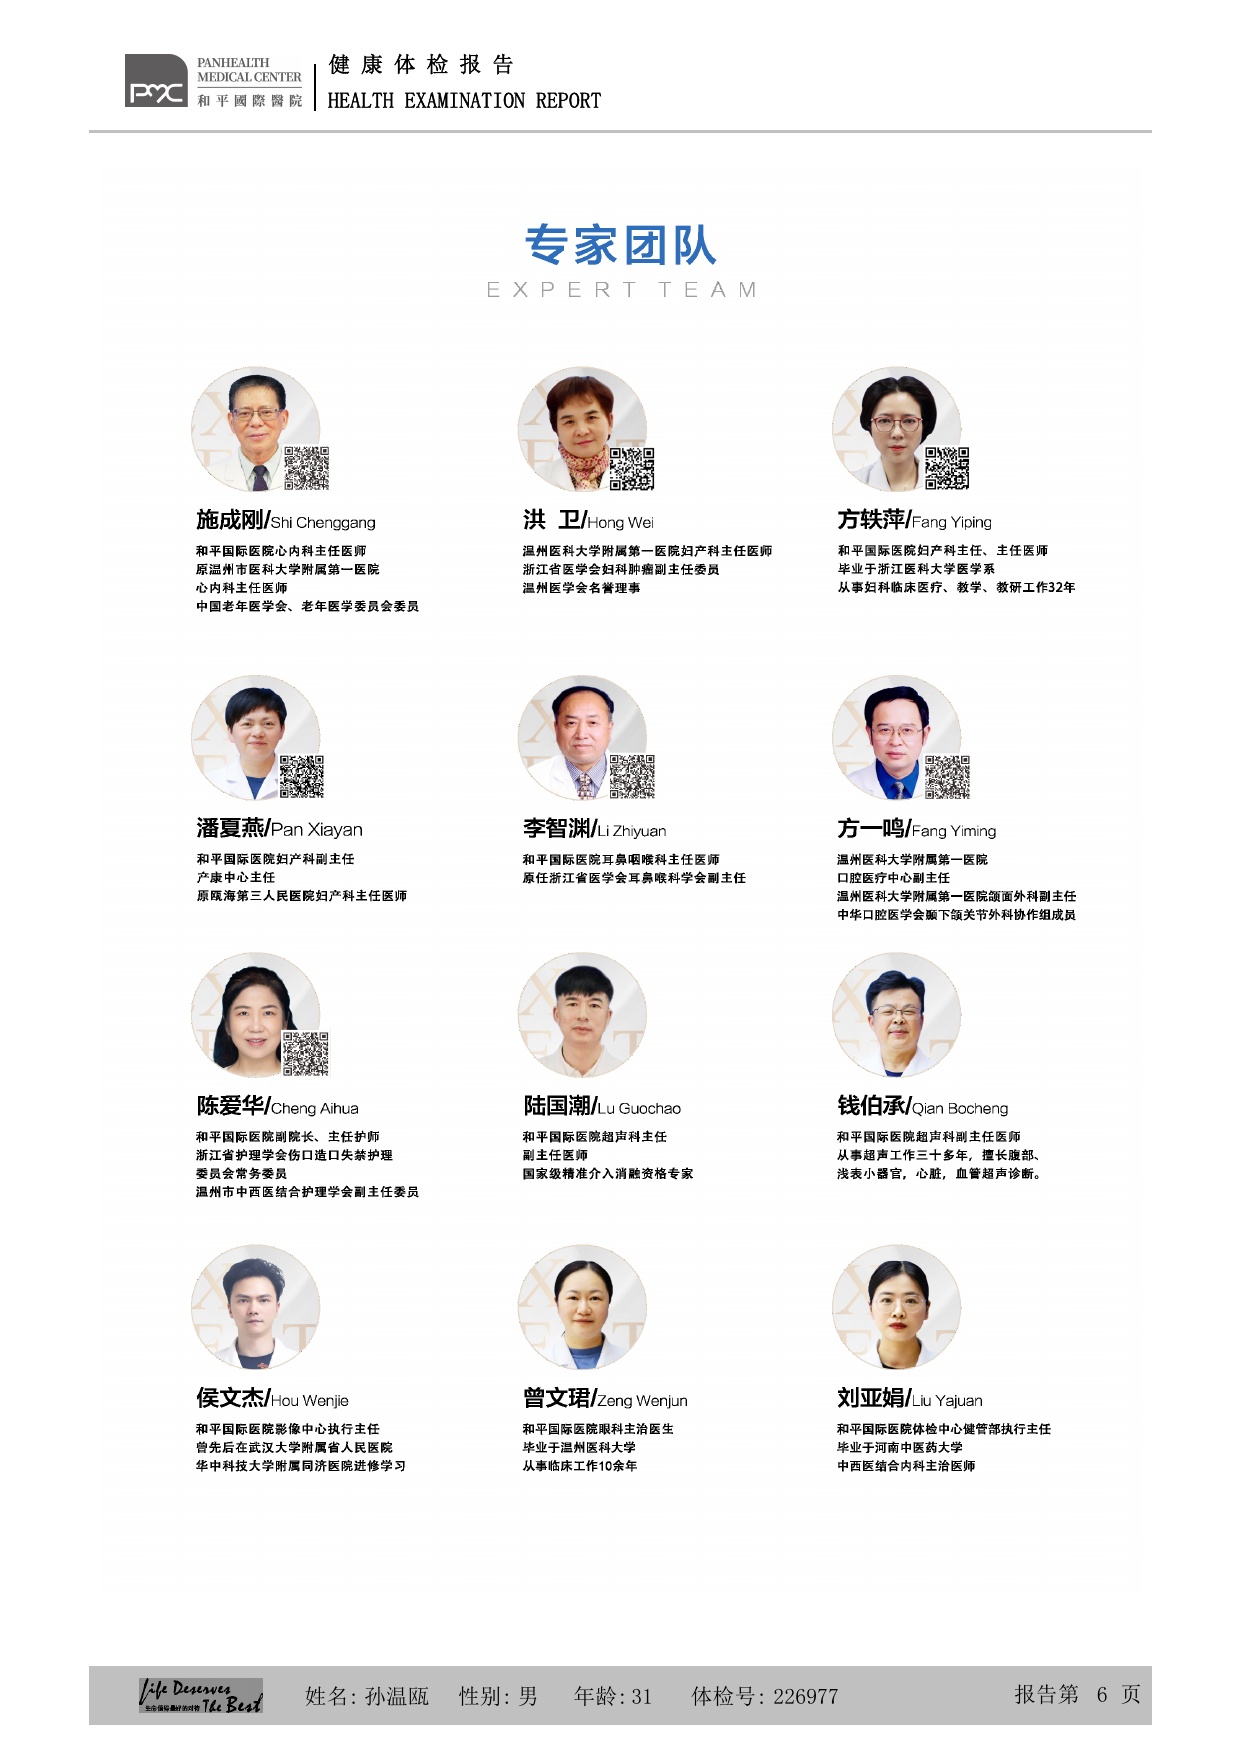 PANHEALTH
MEDICAL CENTER
和平國際醫院
PMC
健康体检报告
HEALTH EXAMINATION REPORT
专家团队
EXPERT TEAM
施成刚/Shi Chenggang
和平国际医院心内科主任医师
原温州市医科大学附属第一医院
心内科主任医师
中国老年医学会、老年医学委员会委员
洪 卫/Hong Wei
温州医科大学附属第一医院妇产科主任医师
浙江省医学会妇科肿瘤副主任委员
温州医学会名誉理事
方轶萍/Fang Yiping
和平国际医院妇产科主任、主任医师
毕业于浙江医科大学医学系
从事妇科临床医疗、教学、教研工作32年
潘夏燕/Pan Xiayan
和平国际医院妇产科副主任
产康中心主任
原瓯海第三人民医院妇产科主任医师
李智渊/Li Zhiyuan
和平国际医院耳鼻咽喉科主任医师
原任浙江省医学会耳鼻喉科学会副主任
方一鸣/Fang Yiming
温州医科大学附属第一医院
口腔医疗中心副主任
温州医科大学附属第一医院颌面外科副主任
中华口腔医学会颞下颌关节外科协作组成员
陈爱华/Cheng Aihua
和平国际医院副院长、主任护师
浙江省护理学会伤口造口失禁护理
委员会常务委员
温州市中西医结合护理学会副主任委员
陆国潮/Lu Guochao
和平国际医院超声科主任
副主任医师
国家级精准介入消融资格专家
钱伯承/Qian Bocheng
和平国际医院超声科副主任医师
从事超声工作三十多年，擅长腹部、
浅表小器官，心脏，血管超声诊断。
侯文杰/Hou Wenjie
和平国际医院影像中心执行主任
曾先后在武汉大学附属省人民医院
华中科技大学附属同济医院进修学习
曾文珺/Zeng Wenjun
和平国际医院眼科主治医生
毕业于温州医科大学
从事临床工作10余年
刘亚娟/Liu Yajuan
和平国际医院体检中心健管部执行主任
毕业于河南中医药大学
中西医结合内科主治医师
Life Deserves
生命值得最好的对待 The Best
姓名: 孙温瓯 性别: 男 年龄: 31 体检号: 226977 报告第 6 页